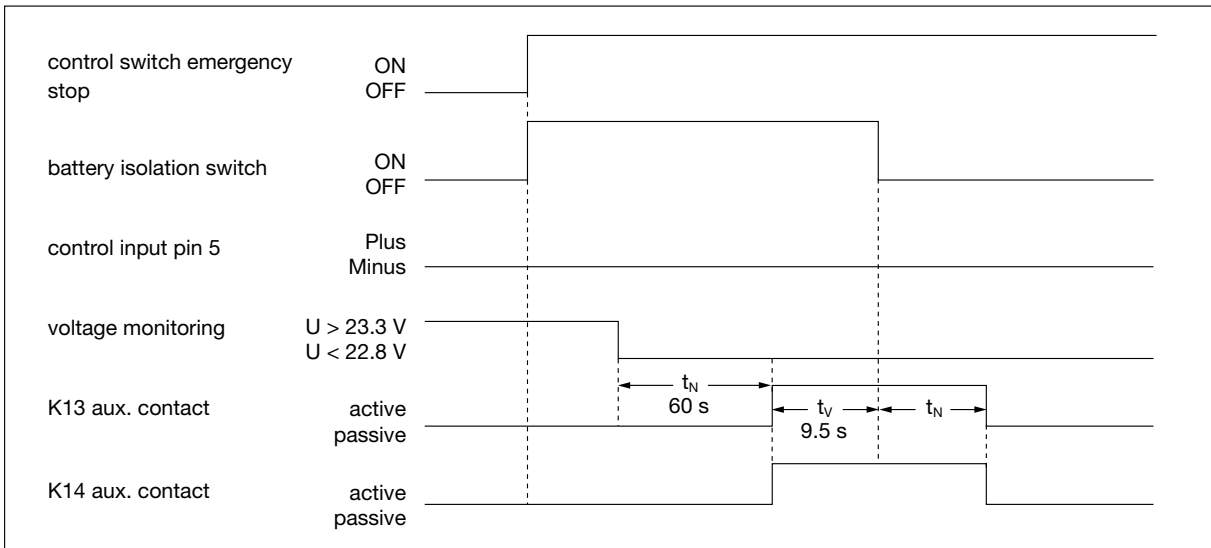 control switch emergency ON
stop OFF
battery isolation switch ON
OFF
control input pin 5 Plus
Minus
voltage monitoring U > 23.3 V
U < 22.8 V
tN
60 s
K13 aux. contact active
passive
tV
9.5 s
tN
K14 aux. contact active
passive